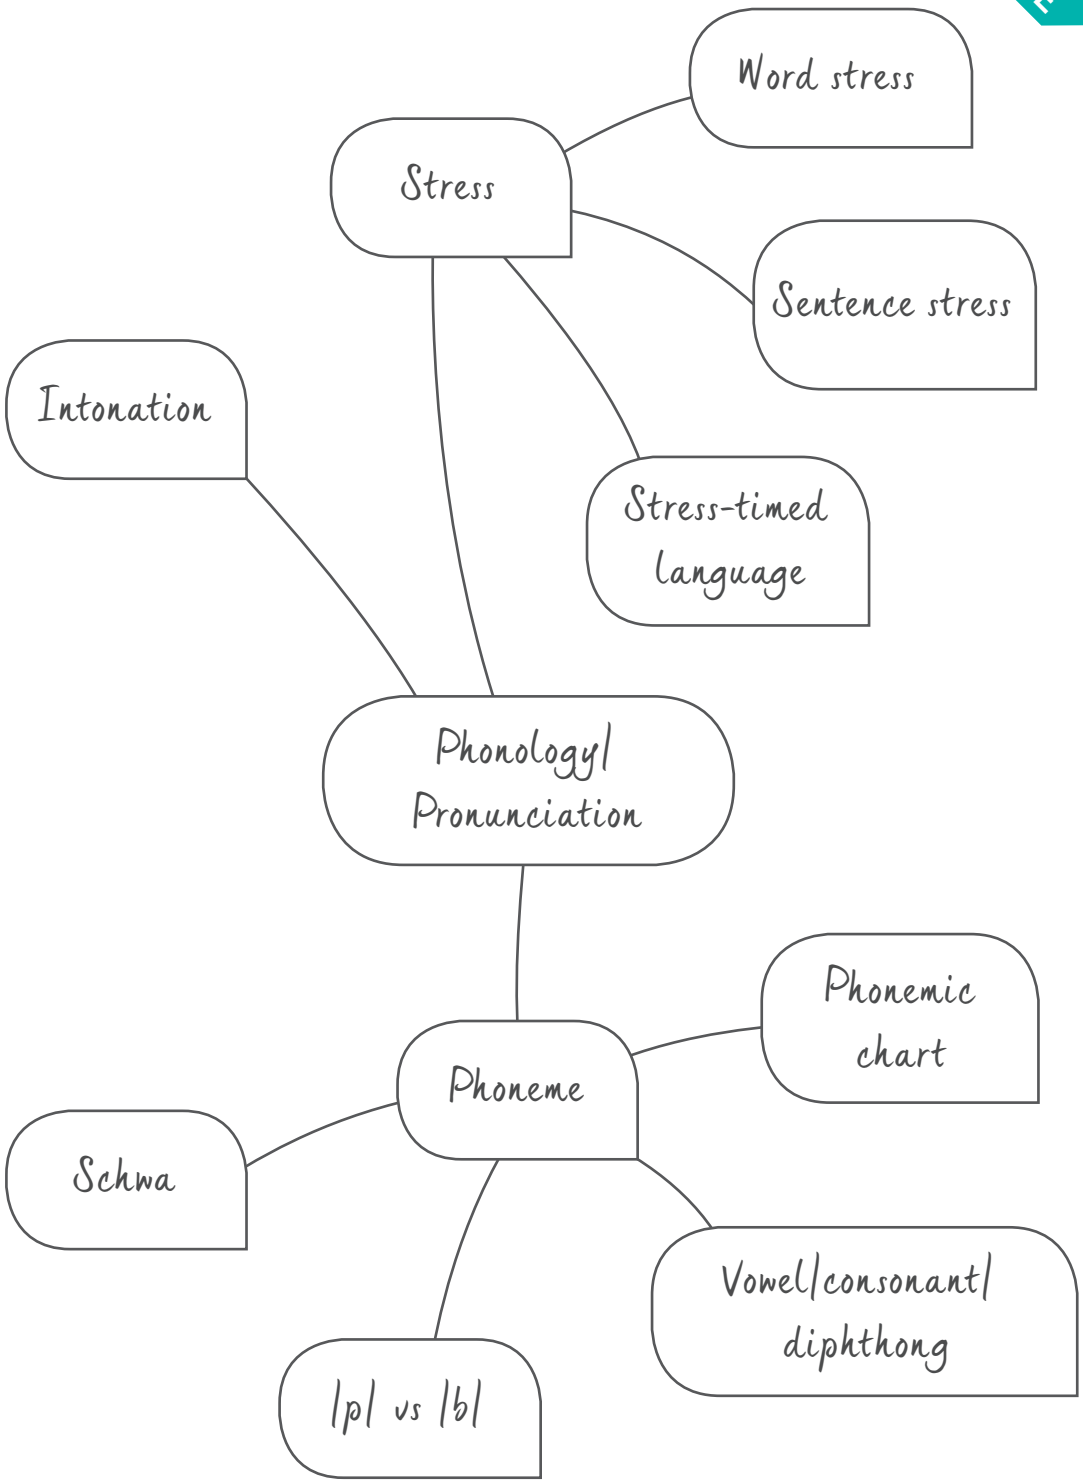 Word stress
Stress
Sentence stress
Intonation
Stress-timed
language
Phonology/
Pronunciation
Phonemic
chart
Phoneme
Schwa
Vowel/consonant/
diphthong
/p/ vs /b/